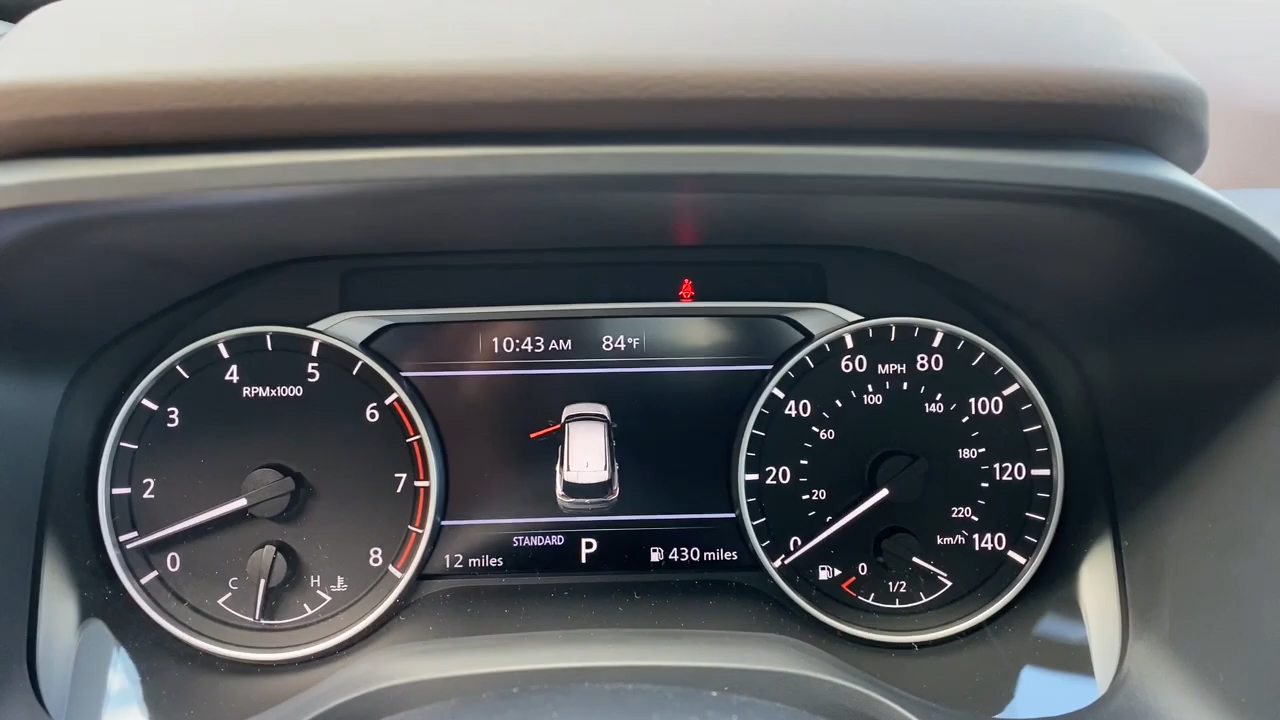 10:43 AM 84°F
4 5
RPMx1000
3 6
2 7
0 8
C H
60 MPH 80
40 100 140 100
60
20 180 120
20 220
0 km/h 140
0
1/2
STANDARD
12 miles P 430 miles